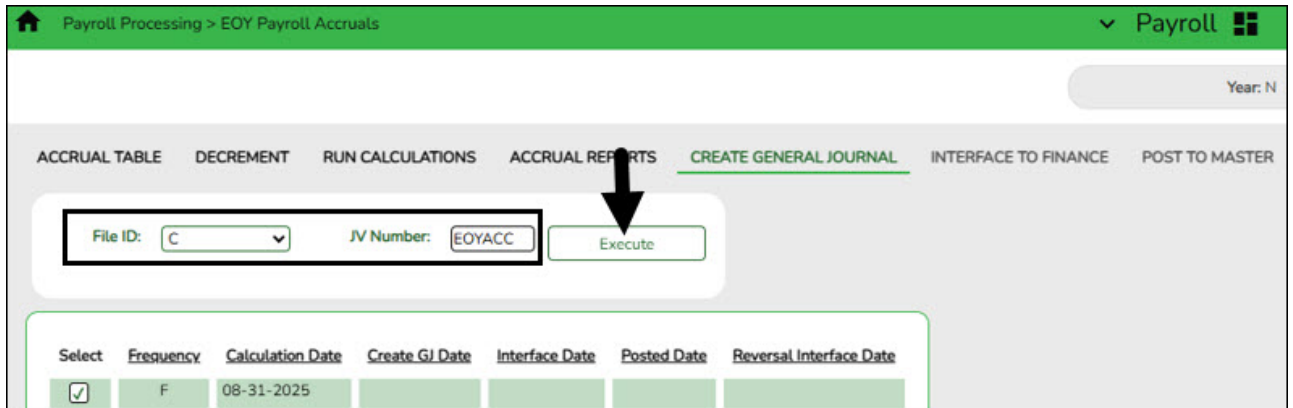 Payroll Processing > EOY Payroll Accruals
Payroll
Year: N
ACCRUAL TABLE DECREMENT RUN CALCULATIONS ACCRUAL REPORTS CREATE GENERAL JOURNAL INTERFACE TO FINANCE POST TO MASTER
File ID: C JV Number: EOYACC Execute
Select Frequency Calculation Date Create GJ Date Interface Date Posted Date Reversal Interface Date
F 08-31-2025